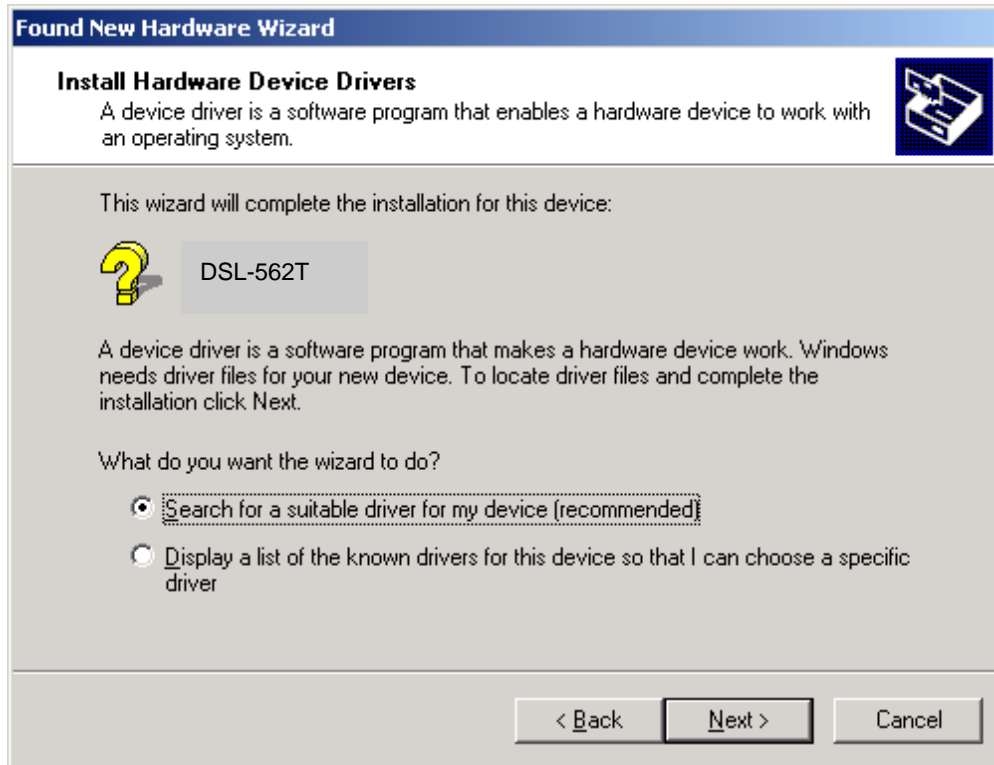 Found New Hardware Wizard
Install Hardware Device Drivers
A device driver is a software program that enables a hardware device to work with
an operating system.
This wizard will complete the installation for this device:
DSL-562T
A device driver is a software program that makes a hardware device work. Windows
needs driver files for your new device. To locate driver files and complete the
installation click Next.
What do you want the wizard to do?
Search for a suitable driver for my device (recommended)
Display a list of the known drivers for this device so that I can choose a specific
driver
< Back Next > Cancel